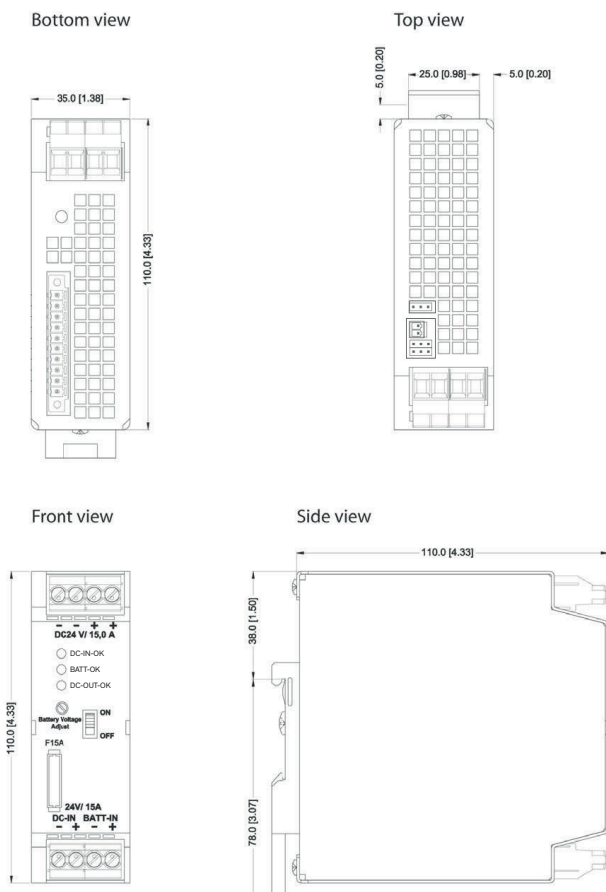 Bottom view
Top view
35.0 [1.38]
110.0 [4.33]
5.0 [0.20]
25.0 [0.98]
5.0 [0.20]
Front view
Side view
110.0 [4.33]
DC24 V/ 15,0 A
- - + +
DC-IN-OK
BATT-OK
DC-OUT-OK
Battery Voltage
Adjust
ON
OFF
F15A
24V/ 15A
DC-IN BATT-IN
- + - +
110.0 [4.33]
38.0 [1.50]
78.0 [3.07]